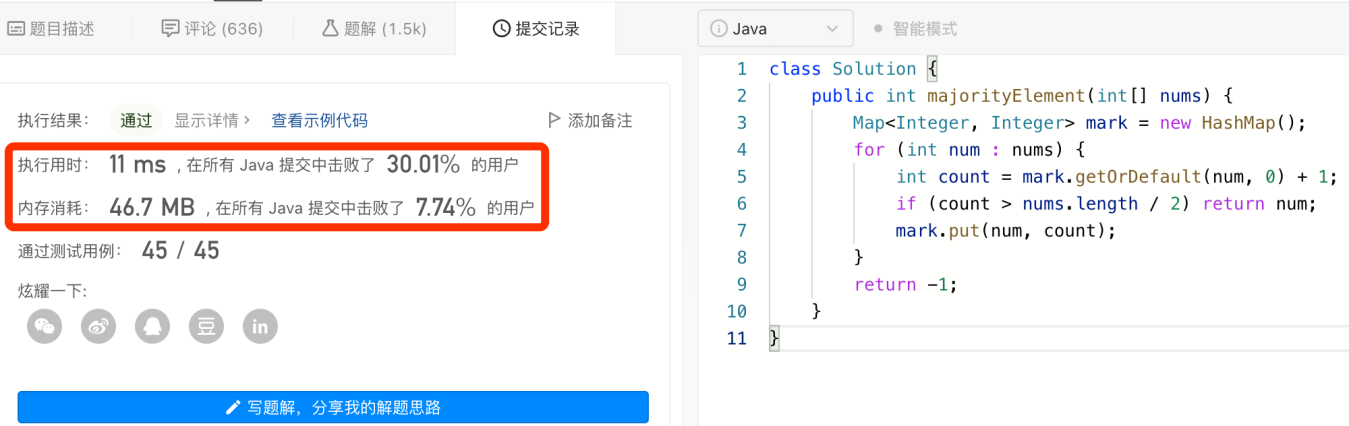 题目描述
评论 (636)
题解 (1.5k)
提交记录
执行结果： 通过 显示详情 > 查看示例代码 添加备注
执行用时： 11 ms , 在所有 Java 提交中击败了 30.01% 的用户
内存消耗： 46.7 MB , 在所有 Java 提交中击败了 7.74% 的用户
通过测试用例： 45 / 45
炫耀一下:
豆
in
写题解，分享我的解题思路
Java
智能模式
1 class Solution {
2 public int majorityElement(int[] nums) {
3 Map<Integer, Integer> mark = new HashMap();
4 for (int num : nums) {
5 int count = mark.getOrDefault(num, 0) + 1;
6 if (count > nums.length / 2) return num;
7 mark.put(num, count);
8 }
9 return -1;
10 }
11 }